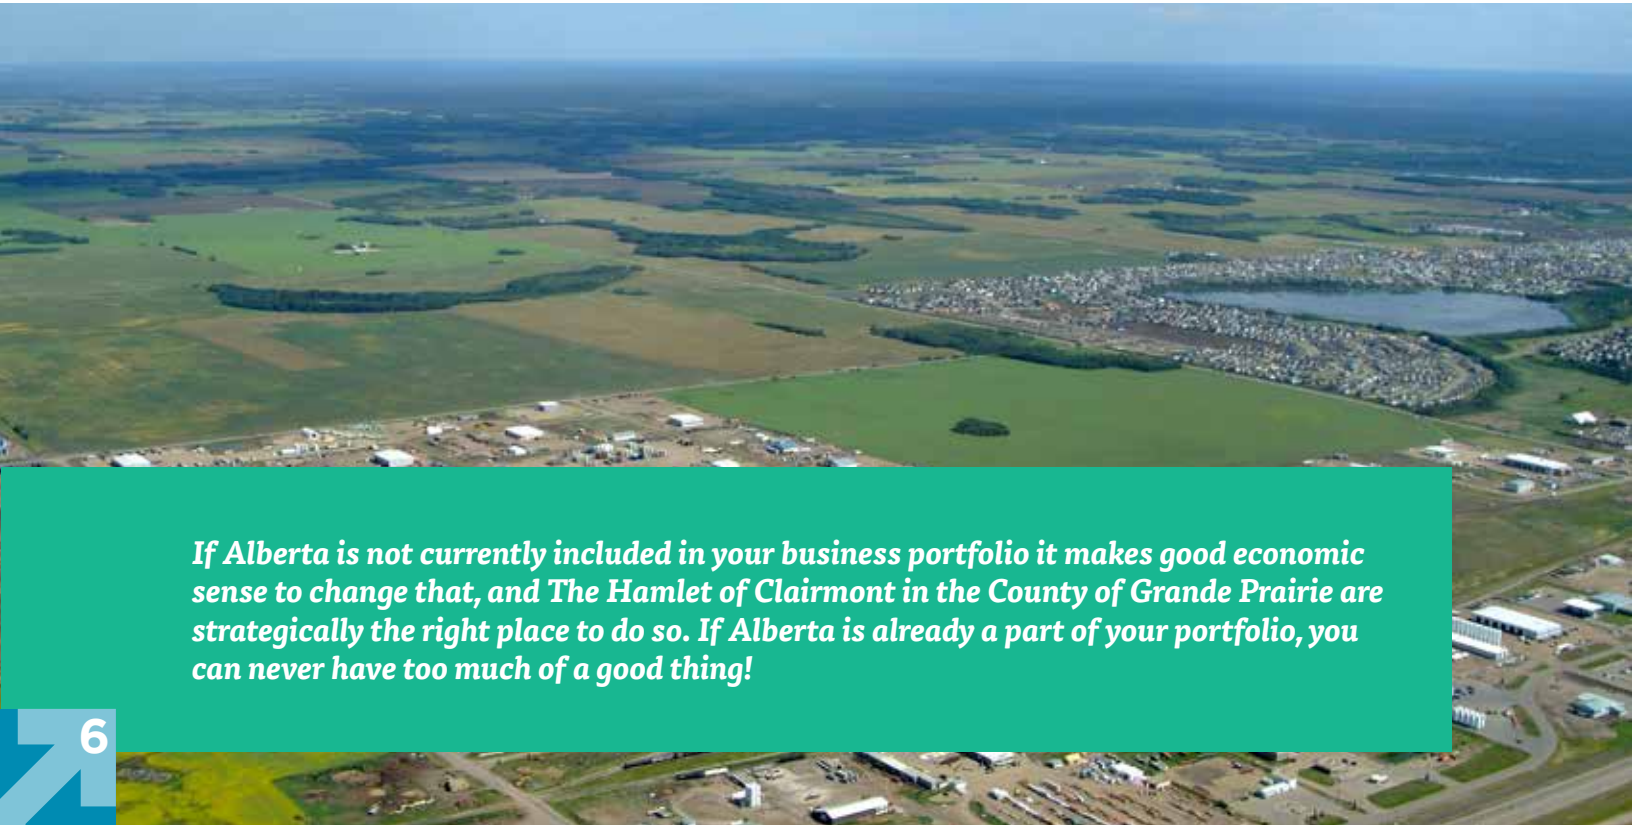 If Alberta is not currently included in your business portfolio it makes good economic
sense to change that, and The Hamlet of Clairmont in the County of Grande Prairie are
strategically the right place to do so. If Alberta is already a part of your portfolio, you
can never have too much of a good thing!
6